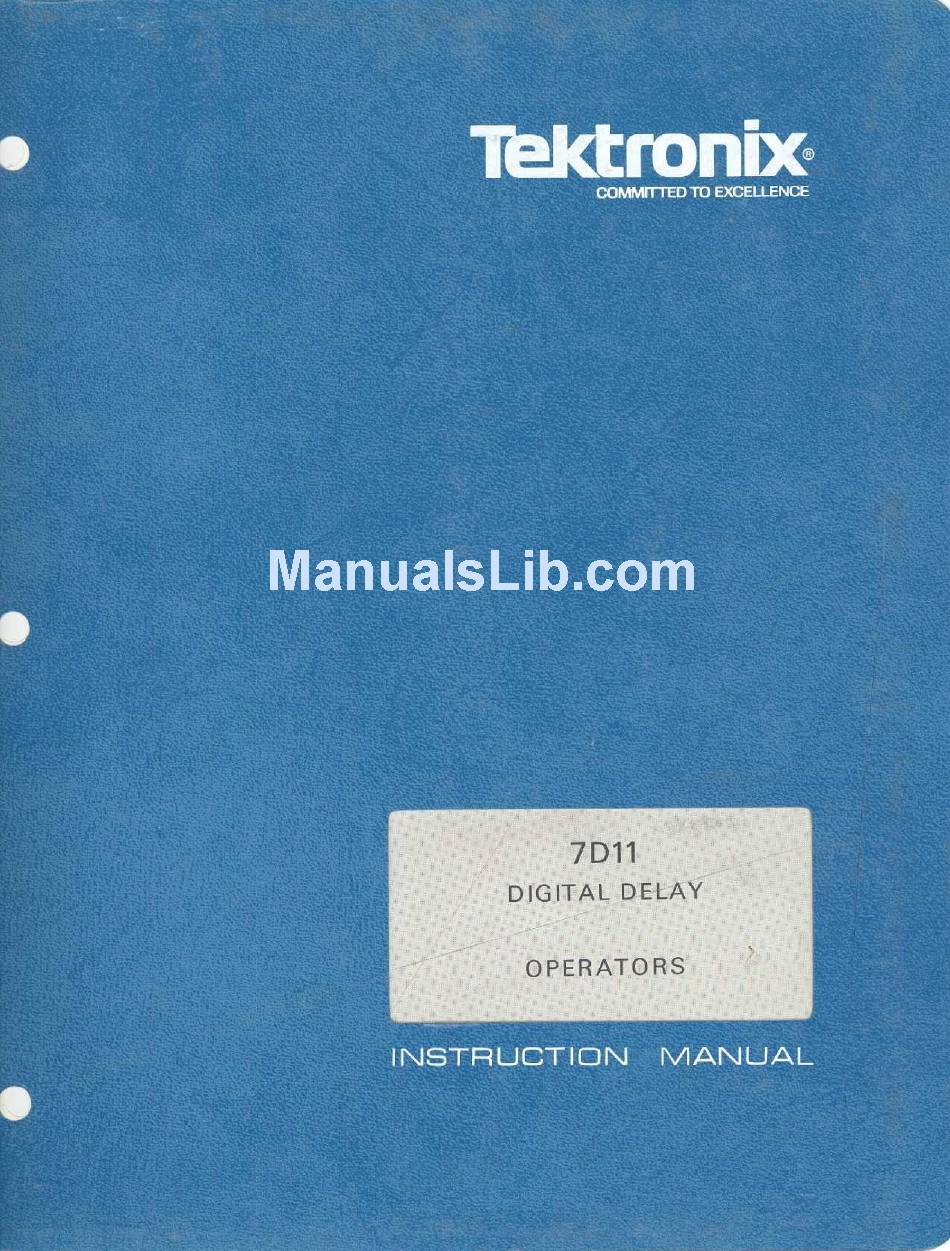 Tektronix®
COMMITTED TO EXCELLENCE
ManualsLib.com
7D11
DIGITAL DELAY
OPERATORS
INSTRUCTION MANUAL